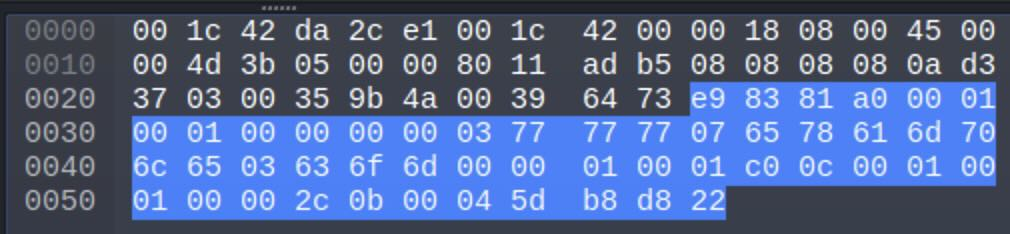 0000 00 1c 42 da 2c e1 00 1c 42 00 00 18 08 00 45 00
0010 00 4d 3b 05 00 00 80 11 ad b5 08 08 08 08 0a d3
0020 37 03 00 35 9b 4a 00 39 64 73 e9 83 81 a0 00 01
0030 00 01 00 00 00 00 03 77 77 77 07 65 78 61 6d 70
0040 6c 65 03 63 6f 6d 00 00 01 00 01 c0 0c 00 01 00
0050 01 00 00 2c 0b 00 04 5d b8 d8 22